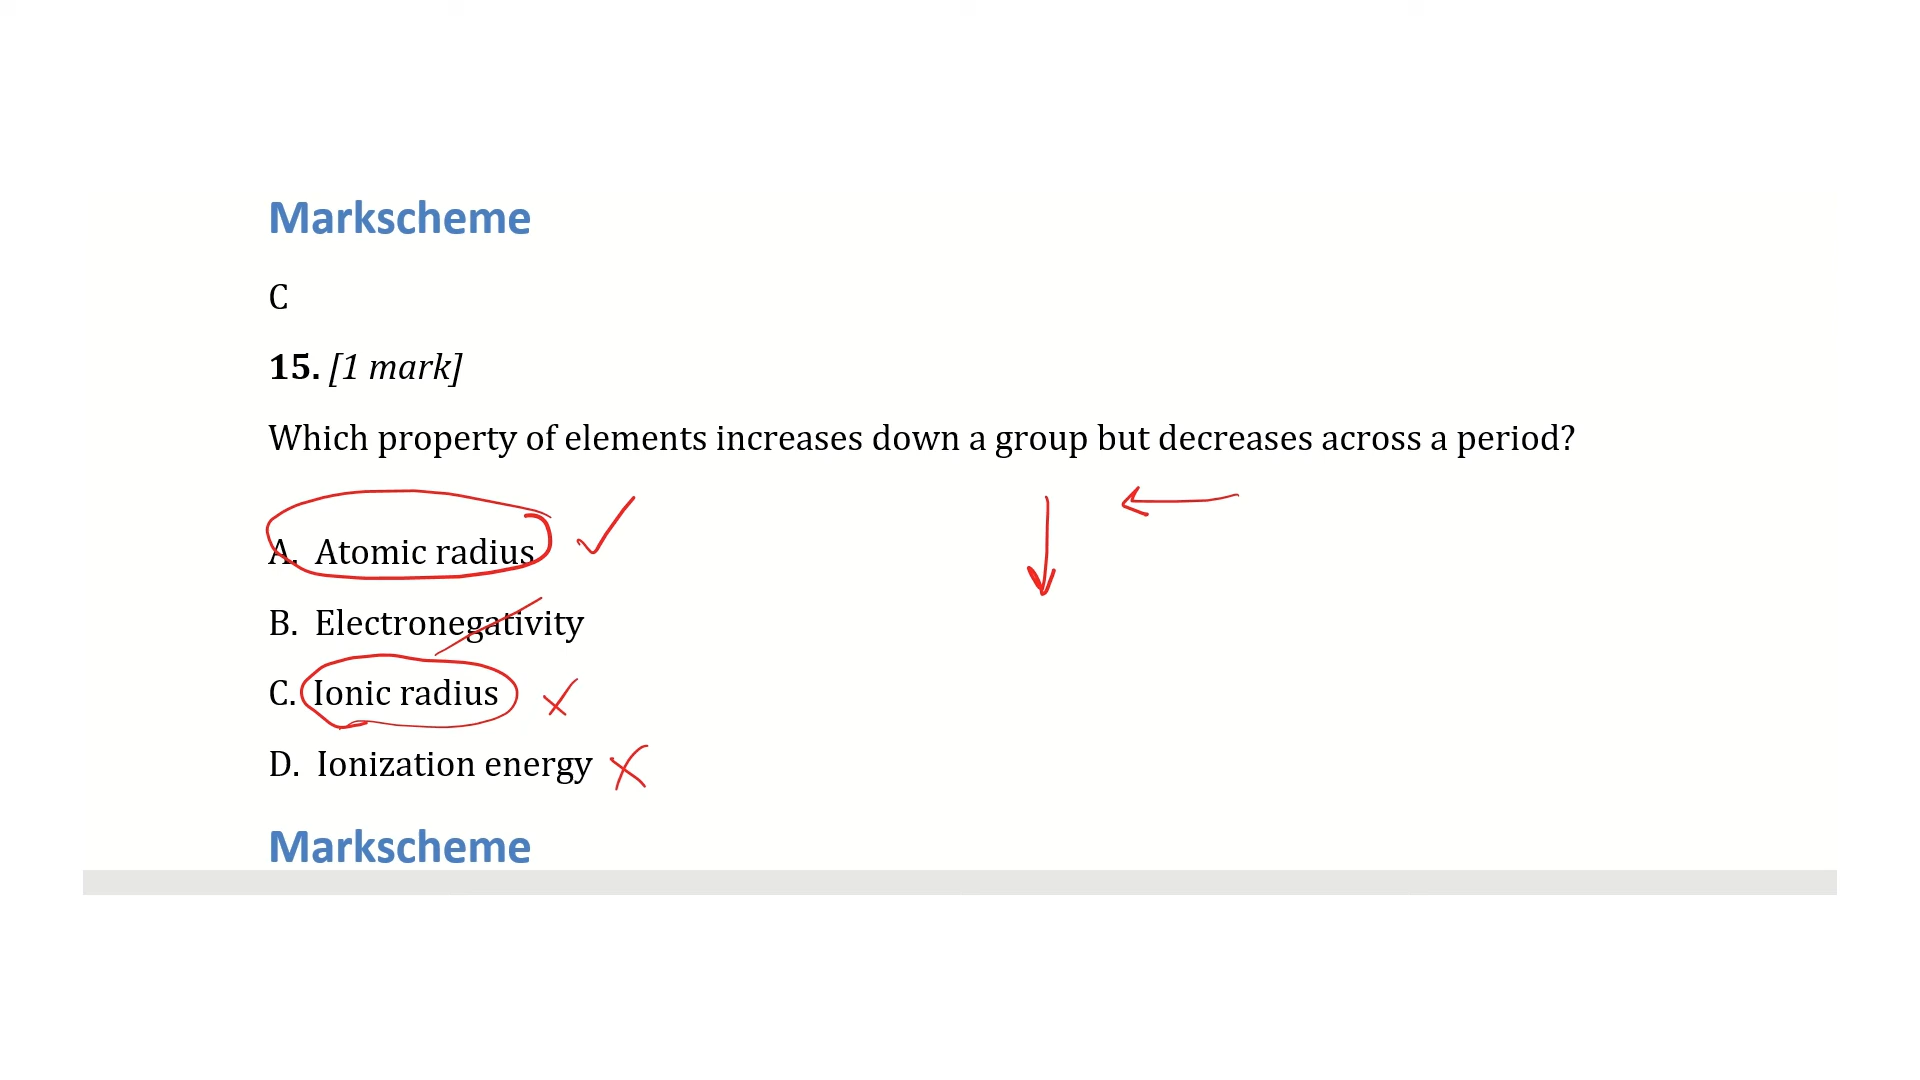 Markscheme
C
15. [1 mark]
Which property of elements increases down a group but decreases across a period?
A. Atomic radius
B. Electronegativity
C. Ionic radius
D. Ionization energy
Markscheme